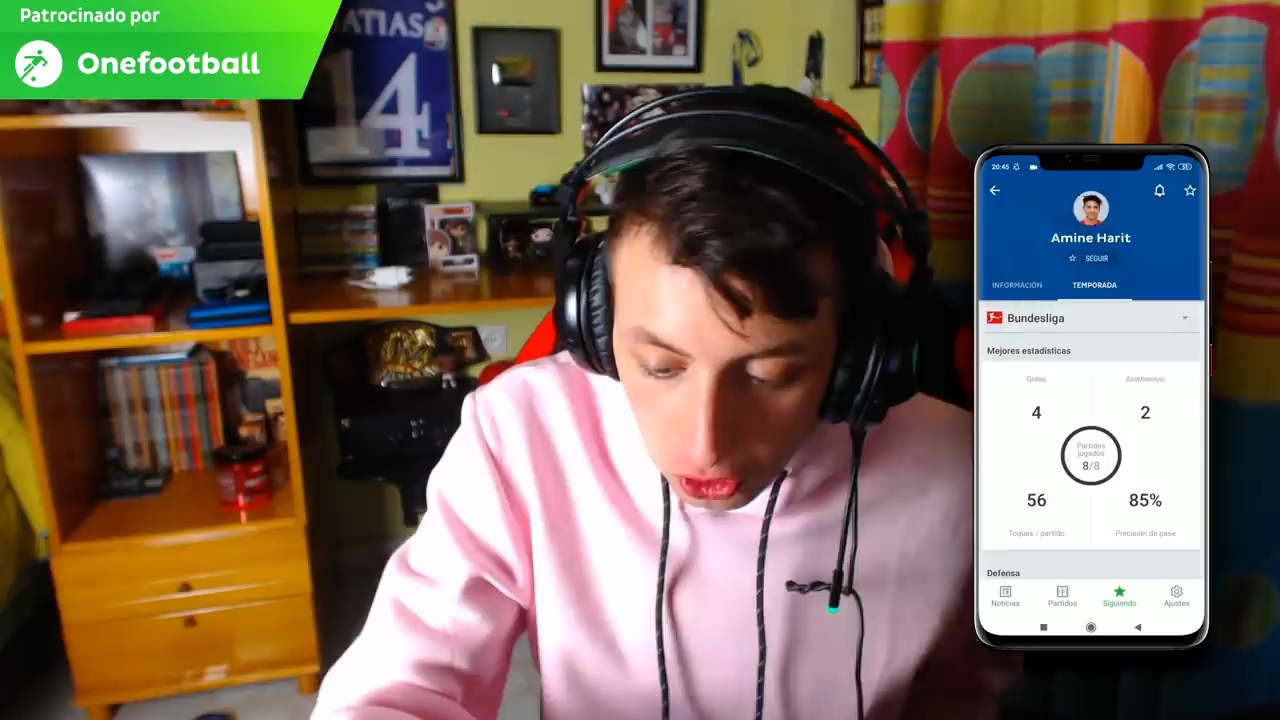 Patrocinado por
Onefootball
ATIAS
14
20:45
Amine Harit
SEGUIR
INFORMACIÓN TEMPORADA
Bundesliga
Mejores estadísticas
Goles Asistencias
4 2
Partidos
jugados
8/8
56 85%
Toques / partido Precisión de pase
Defensa
Noticias Partidos Siguiendo Ajustes